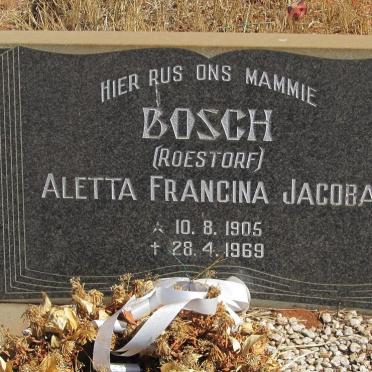 HIER RUS ONS MAMMIE
BOSCH
(ROESTORF)
ALETTA FRANCINA JACOBA
☆ 10.8.1905
✝ 28.4.1969